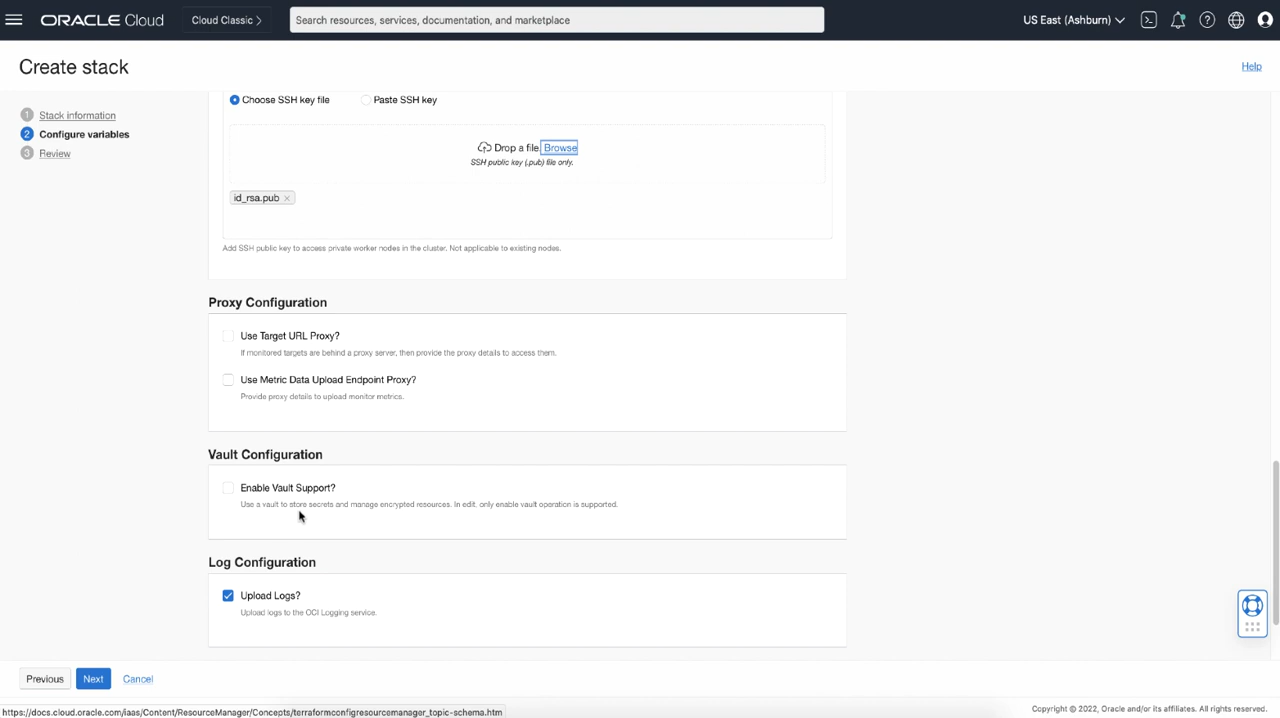 ORACLE Cloud
Cloud Classic
Search resources, services, documentation, and marketplace
US East (Ashburn)
Create stack
Help
1 Stack information
2 Configure variables
3 Review
Choose SSH key file
Paste SSH key
Drop a file. Browse
SSH public key (.pub) file only.
id_rsa.pub ×
Add SSH public key to access private worker nodes in the cluster. Not applicable to existing nodes.
Proxy Configuration
Use Target URL Proxy?
If monitored targets are behind a proxy server, then provide the proxy details to access them.
Use Metric Data Upload Endpoint Proxy?
Provide proxy details to upload monitor metrics.
Vault Configuration
Enable Vault Support?
Use a vault to store secrets and manage encrypted resources. In edit, only enable vault operation is supported.
Log Configuration
Upload Logs?
Upload logs to the OCI Logging service.
Previous
Next
Cancel
https://docs.cloud.oracle.com/iaas/Content/ResourceManager/Concepts/terraformconfigresourcemanager_topic-schema.htm
Copyright © 2022, Oracle and/or its affiliates. All rights reserved.